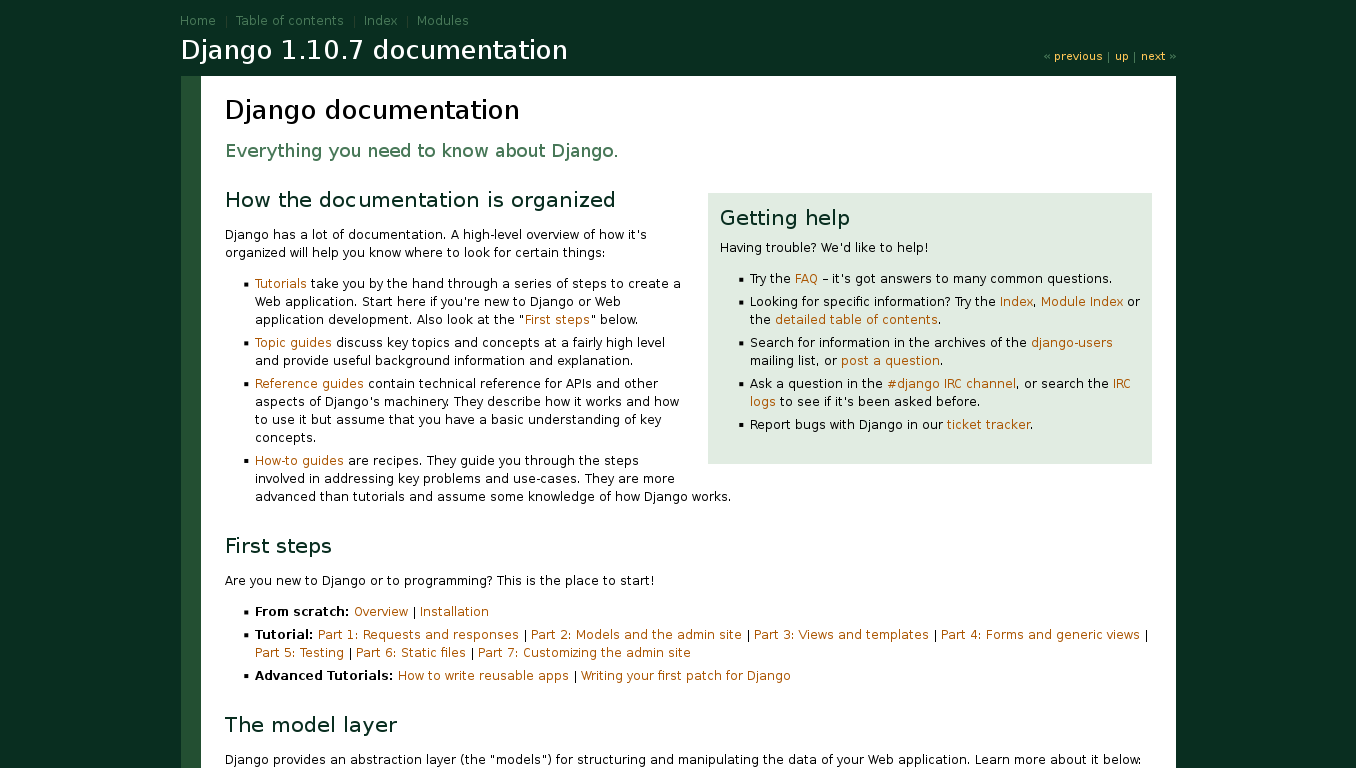 Home | Table of contents | Index | Modules
Django 1.10.7 documentation
« previous | up | next »
Django documentation
Everything you need to know about Django.
How the documentation is organized
Django has a lot of documentation. A high-level overview of how it's
organized will help you know where to look for certain things:
▪ Tutorials take you by the hand through a series of steps to create a
Web application. Start here if you're new to Django or Web
application development. Also look at the "First steps" below.
▪ Topic guides discuss key topics and concepts at a fairly high level
and provide useful background information and explanation.
▪ Reference guides contain technical reference for APIs and other
aspects of Django's machinery. They describe how it works and how
to use it but assume that you have a basic understanding of key
concepts.
▪ How-to guides are recipes. They guide you through the steps
involved in addressing key problems and use-cases. They are more
advanced than tutorials and assume some knowledge of how Django works.
Getting help
Having trouble? We'd like to help!
▪ Try the FAQ – it's got answers to many common questions.
▪ Looking for specific information? Try the Index, Module Index or
the detailed table of contents.
▪ Search for information in the archives of the django-users
mailing list, or post a question.
▪ Ask a question in the #django IRC channel, or search the IRC
logs to see if it's been asked before.
▪ Report bugs with Django in our ticket tracker.
First steps
Are you new to Django or to programming? This is the place to start!
▪ From scratch: Overview | Installation
▪ Tutorial: Part 1: Requests and responses | Part 2: Models and the admin site | Part 3: Views and templates | Part 4: Forms and generic views |
Part 5: Testing | Part 6: Static files | Part 7: Customizing the admin site
▪ Advanced Tutorials: How to write reusable apps | Writing your first patch for Django
The model layer
Django provides an abstraction layer (the "models") for structuring and manipulating the data of your Web application. Learn more about it below: